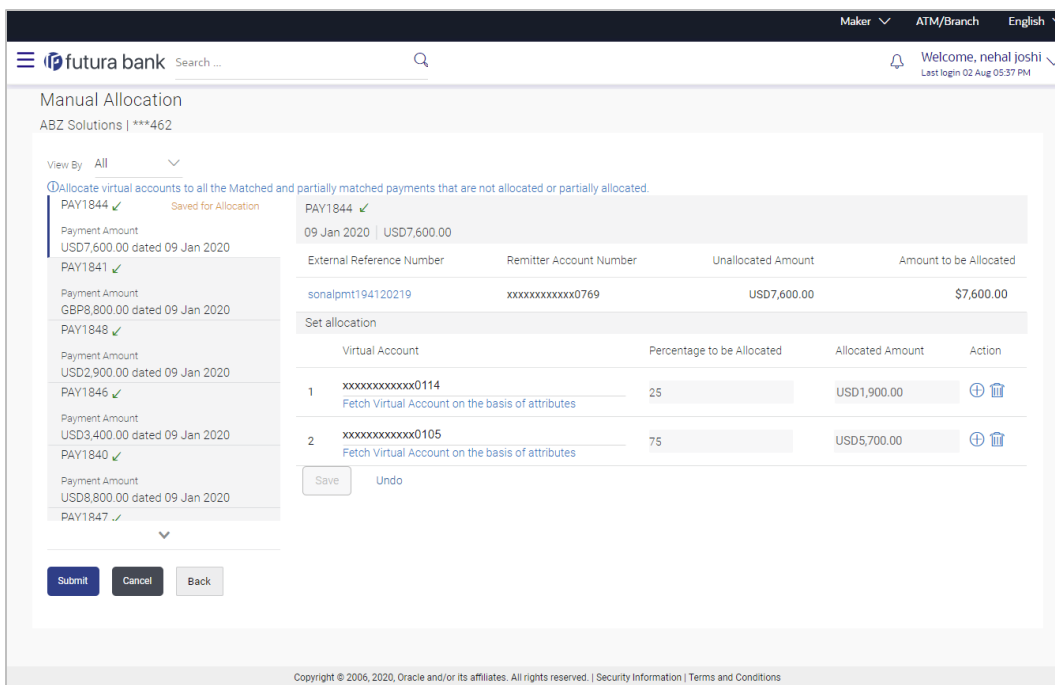 Maker ATM/Branch English
futura bank Search ... Welcome, nehal joshi
Last login 02 Aug 05:37 PM
Manual Allocation
ABZ Solutions | ***462
View By All
Allocate virtual accounts to all the Matched and partially matched payments that are not allocated or partially allocated.
PAY1844 Saved for Allocation
Payment Amount
USD7,600.00 dated 09 Jan 2020
PAY1841
Payment Amount
GBP8,800.00 dated 09 Jan 2020
PAY1848
Payment Amount
USD2,900.00 dated 09 Jan 2020
PAY1846
Payment Amount
USD3,400.00 dated 09 Jan 2020
PAY1840
Payment Amount
USD8,800.00 dated 09 Jan 2020
PAY1847
PAY1844
09 Jan 2020 | USD7,600.00
External Reference Number Remitter Account Number Unallocated Amount Amount to be Allocated
sonalpmt194120219 xxxxxxxxxxxx0769 USD7,600.00 $7,600.00
Set allocation
Virtual Account Percentage to be Allocated Allocated Amount Action
1 xxxxxxxxxxxx0114 25 USD1,900.00
Fetch Virtual Account on the basis of attributes
2 xxxxxxxxxxxx0105 75 USD5,700.00
Fetch Virtual Account on the basis of attributes
Save Undo
Submit Cancel Back
Copyright © 2006, 2020, Oracle and/or its affiliates. All rights reserved. | Security Information | Terms and Conditions